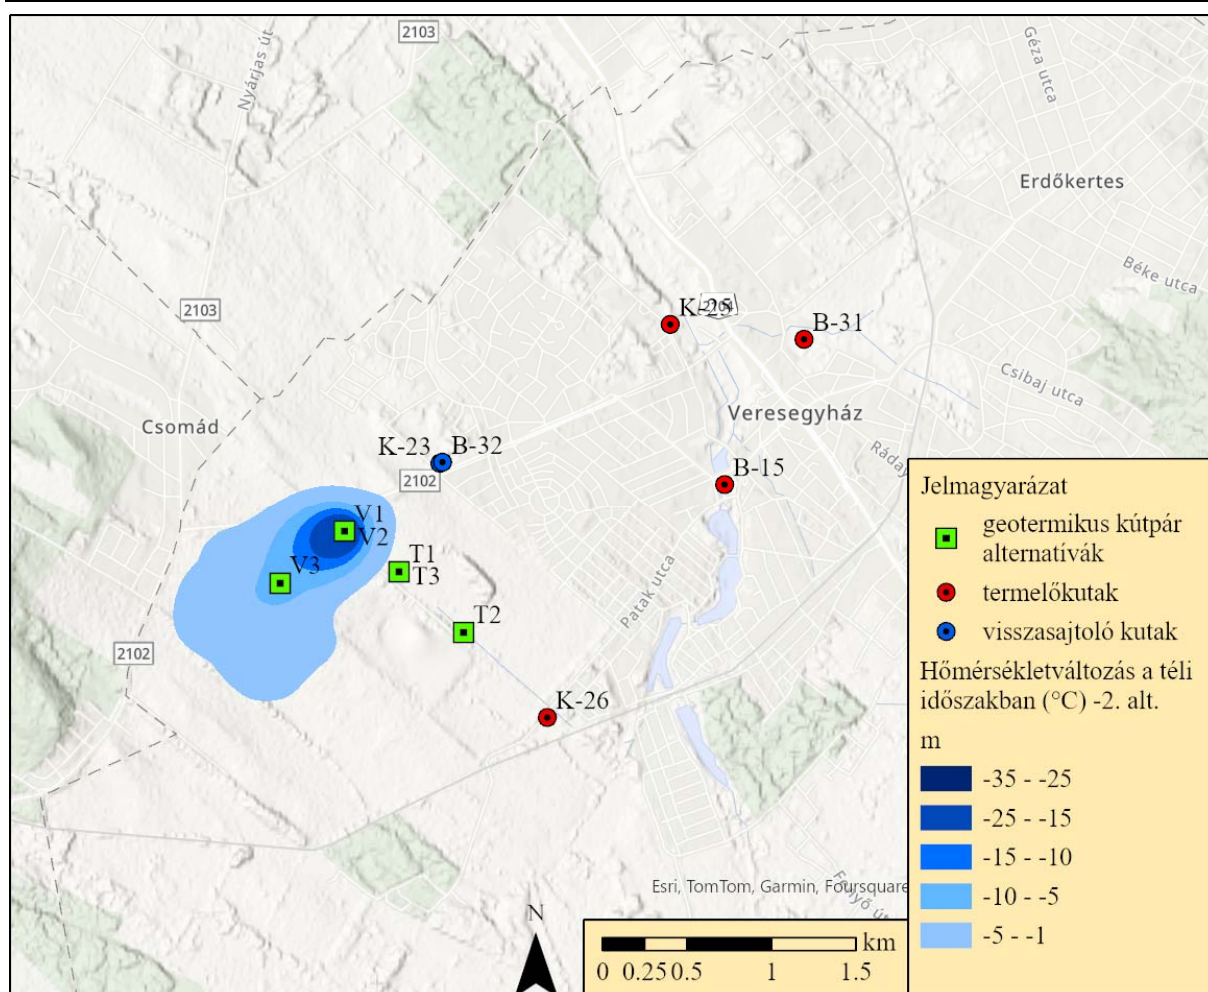 2103
Nyárjas út
Géza utca
Erdőkertes
Béke utca
2103
K-25
2104
B-31
Csibaj utca
Csomád
Veresegyház
K-23
B-32
2102
B-15
Ráday
V1
V2
V3
T1
T3
T2
Patak utca
2102
K-26
Fenyő út
Jelmagyarázat
geotermikus kútpár
alternatívák
termelőkutak
visszasajtoló kutak
Hőmérsékletváltozás a téli
időszakban (°C) -2. alt.
m
-35 - -25
-25 - -15
-15 - -10
-10 - -5
-5 - -1
Esri, TomTom, Garmin, Foursquare
N
km
0 0.25 0.5 1 1.5